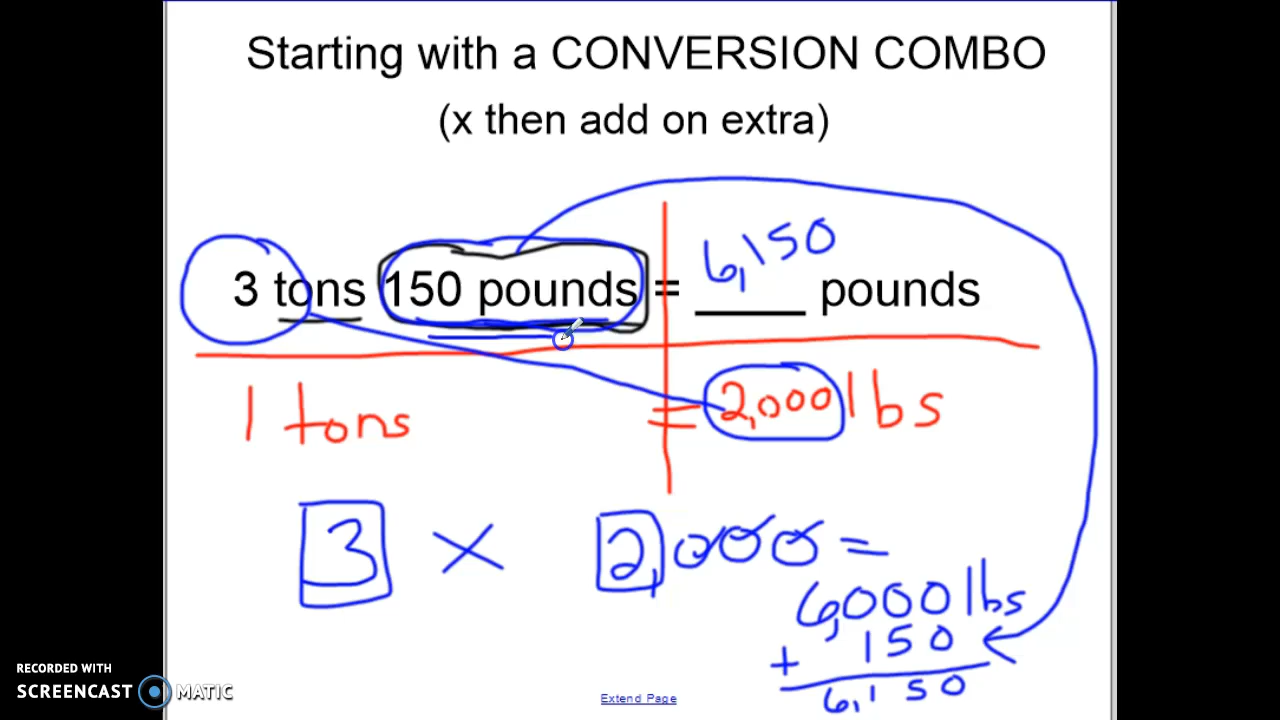 Starting with a CONVERSION COMBO
(x then add on extra)
3 tons 150 pounds = 6,150 pounds
1 tons = 2,000 lbs
3 x 2,000 =
6,000 lbs
+ 150
6,150
RECORDED WITH
SCREENCAST MATIC
Extend Page